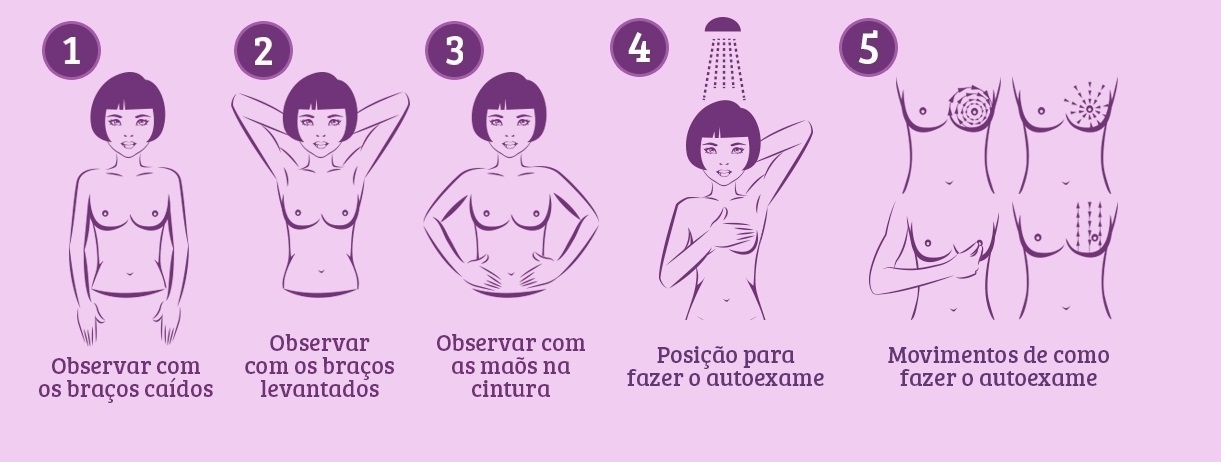 1
Observar com
os braços caídos
2
Observar
com os braços
levantados
3
Observar com
as maõs na
cintura
4
Posição para
fazer o autoexame
5
Movimentos de como
fazer o autoexame